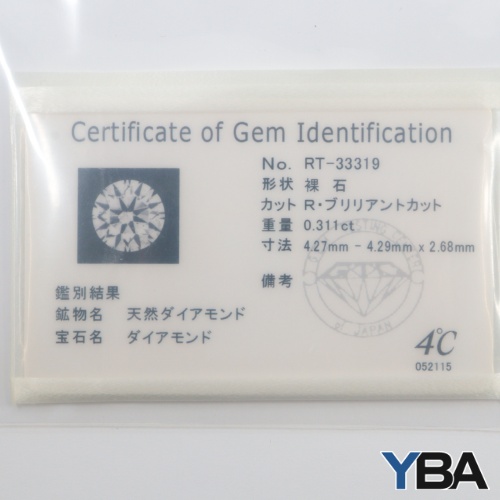 Certificate of Gem Identification
No. RT-33319
形状 裸石
カット R・ブリリアントカット
重量 0.311ct
寸法 4.27mm - 4.29mm x 2.68mm
備考
鑑別結果
鉱物名 天然ダイアモンド
宝石名 ダイアモンド
of JAPAN
4℃
052115
YBA